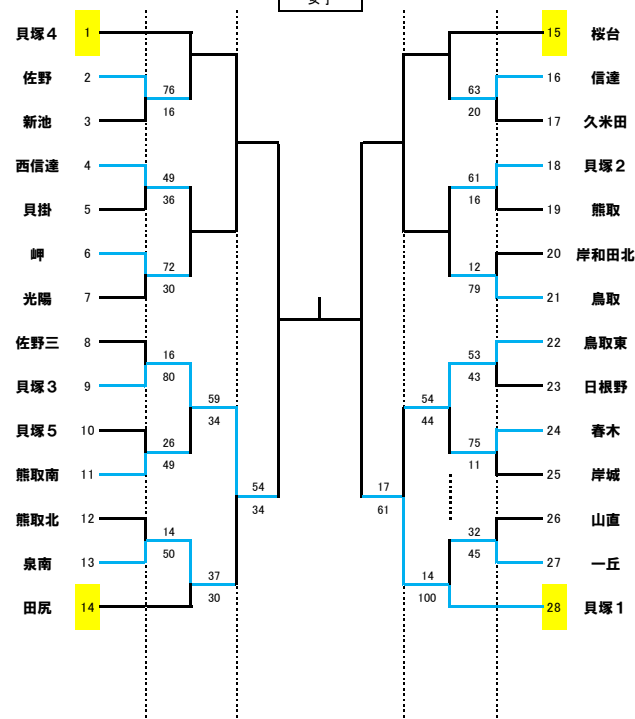 女子
貝塚４ 1 15 桜台
佐野 2 16 信達
76 63
16 20
新池 3 17 久米田
西信達 4 18 貝塚２
49 61
36 16
貝掛 5 19 熊取
岬 6 20 岸和田北
72 12
30 79
光陽 7 21 鳥取
佐野三 8 22 鳥取東
16 53
80 43
貝塚３ 9 23 日根野
59 54
34 44
貝塚５ 10 24 春木
26 75
49 11
熊取南 11 25 岸城
54 17
34 61
熊取北 12 26 山直
14 32
50 45
泉南 13 27 一丘
37 14
30 100
田尻 14 28 貝塚１